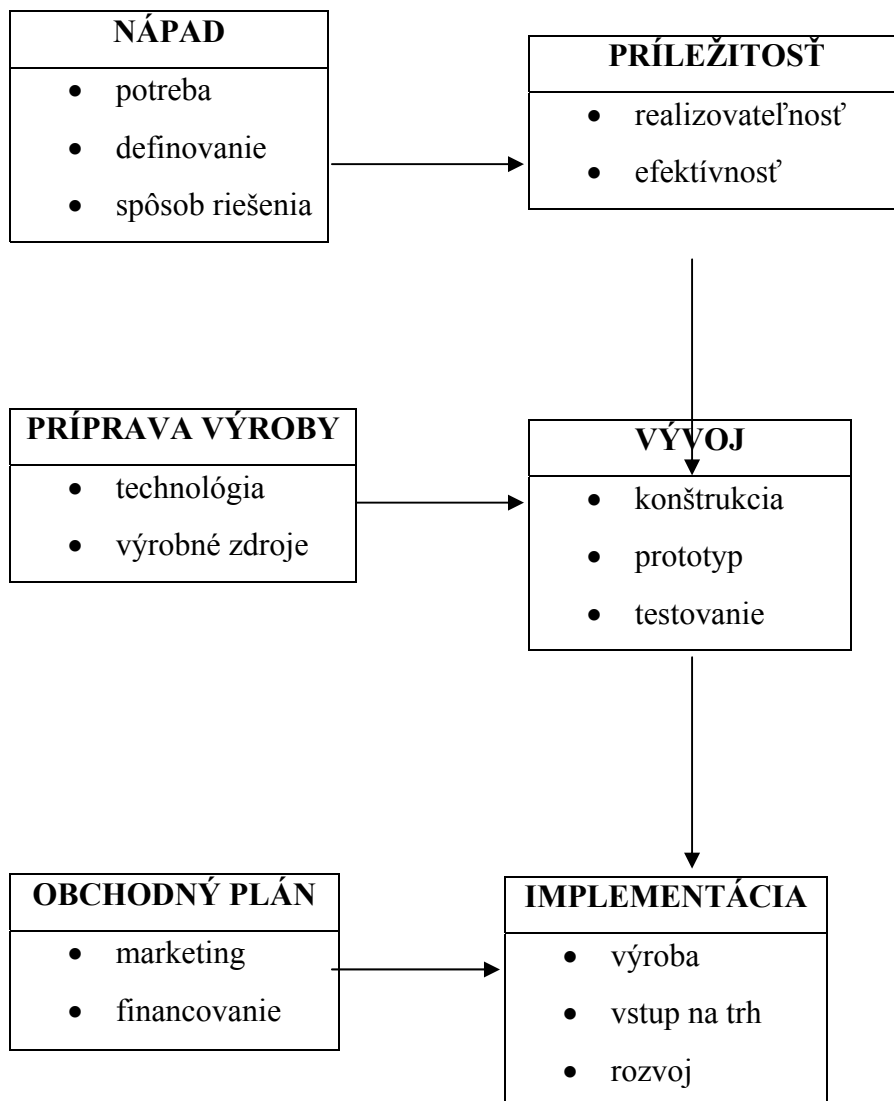 NÁPAD
• potreba
• definovanie
• spôsob riešenia
PRÍLEŽITOSŤ
• realizovateľnosť
• efektívnosť
PRÍPRAVA VÝROBY
• technológia
• výrobné zdroje
VÝVOJ
• konštrukcia
• prototyp
• testovanie
OBCHODNÝ PLÁN
• marketing
• financovanie
IMPLEMENTÁCIA
• výroba
• vstup na trh
• rozvoj